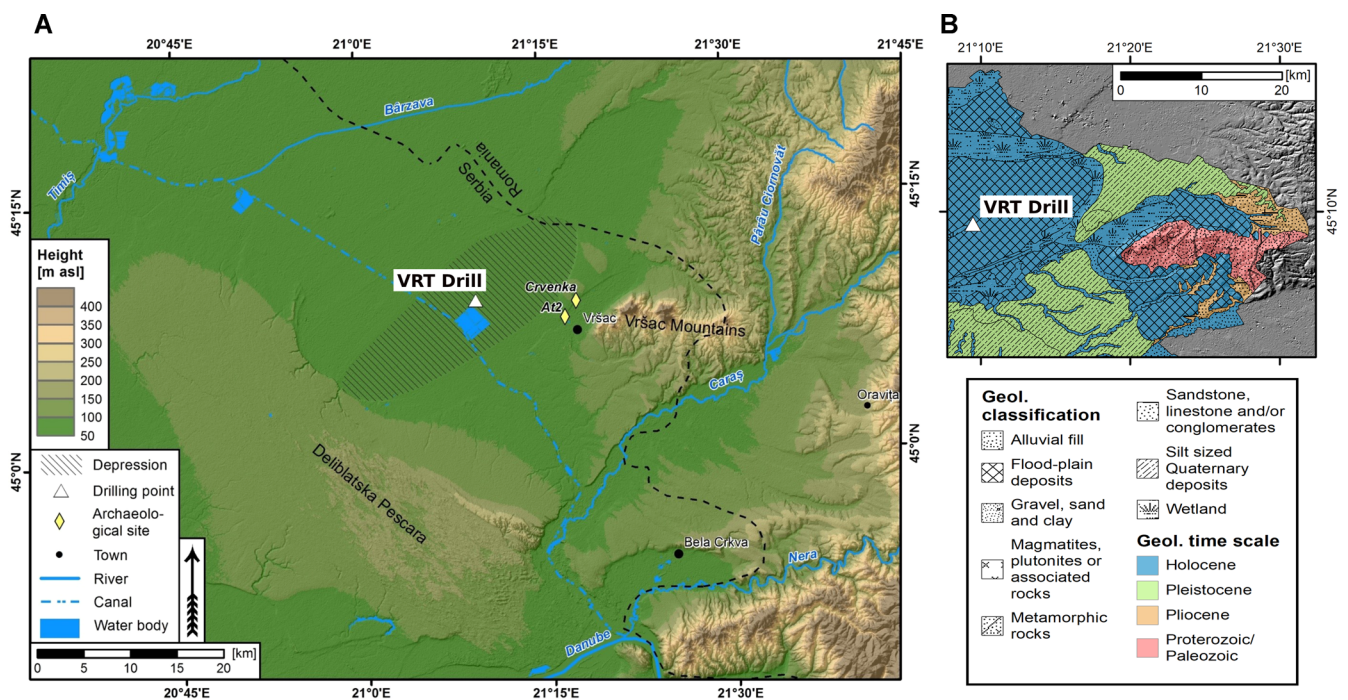 A
20°45'E
21°0'E
21°15'E
21°30'E
21°45'E
45°15'N
45°0'N
45°15'N
45°0'N
Timiş
Bârzava
Romania
Serbia
Părău Ciornovăț
VRT Drill
Crvenka
At2
Vršac
Vršac Mountains
Caraş
Oravita
Deliblatska Pescara
Bela Crkva
Nera
Danube
Height
[m asl]
400
350
300
250
200
150
100
50
Depression
Drilling point
Archaeolo-
gical site
Town
River
Canal
Water body
0 5 10 15 20 [km]
20°45'E
21°0'E
21°15'E
21°30'E
B
21°10'E
21°20'E
21°30'E
0 10 20 [km]
VRT Drill
45°10'N
Geol.
classification
Alluvial fill
Flood-plain
deposits
Gravel, sand
and clay
Magmatites,
plutonites or
associated
rocks
Metamorphic
rocks
Sandstone,
linestone and/or
conglomerates
Silt sized
Quaternary
deposits
Wetland
Geol. time scale
Holocene
Pleistocene
Pliocene
Proterozoic/
Paleozoic